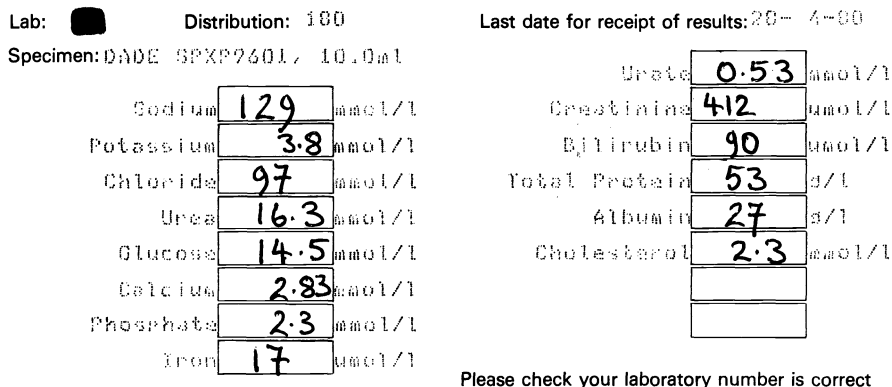 Lab: Distribution: 180
Specimen: DADE SPXP960I, 10.0ml
Sodium 129 mmol/l
Potassium 3.8 mmol/l
Chloride 97 mmol/l
Urea 16.3 mmol/l
Glucose 14.5 mmol/l
Calcium 2.83 mmol/l
Phosphate 2.3 mmol/l
Iron 17 umol/l
Last date for receipt of results: 20- 4-80
Urate 0.53 mmol/l
Creatinine 412 umol/l
Bilirubin 90 umol/l
Total Protein 53 g/l
Albumin 27 g/l
Cholesterol 2.3 mmol/l
Please check your laboratory number is correct